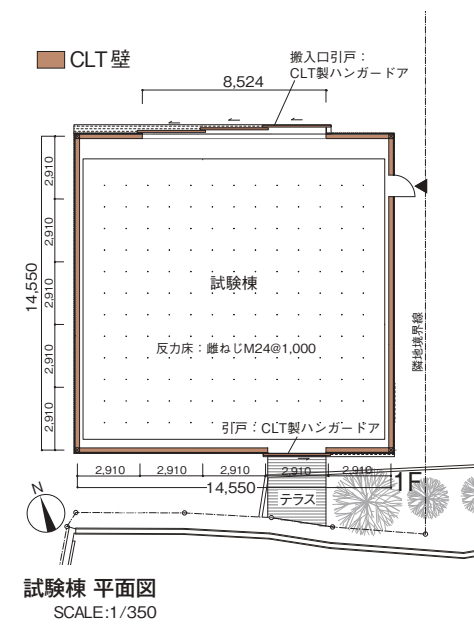 CLT壁
搬入口引戸：
CLT製ハンガードア
8,524
2,910
2,910
2,910
2,910
2,910
14,550
試験棟
反力床：雌ねじM24@1,000
隣地境界線
引戸：CLT製ハンガードア
2,910
2,910
2,910
2,910
2,910
14,550
1F
テラス
N
試験棟 平面図
SCALE:1/350